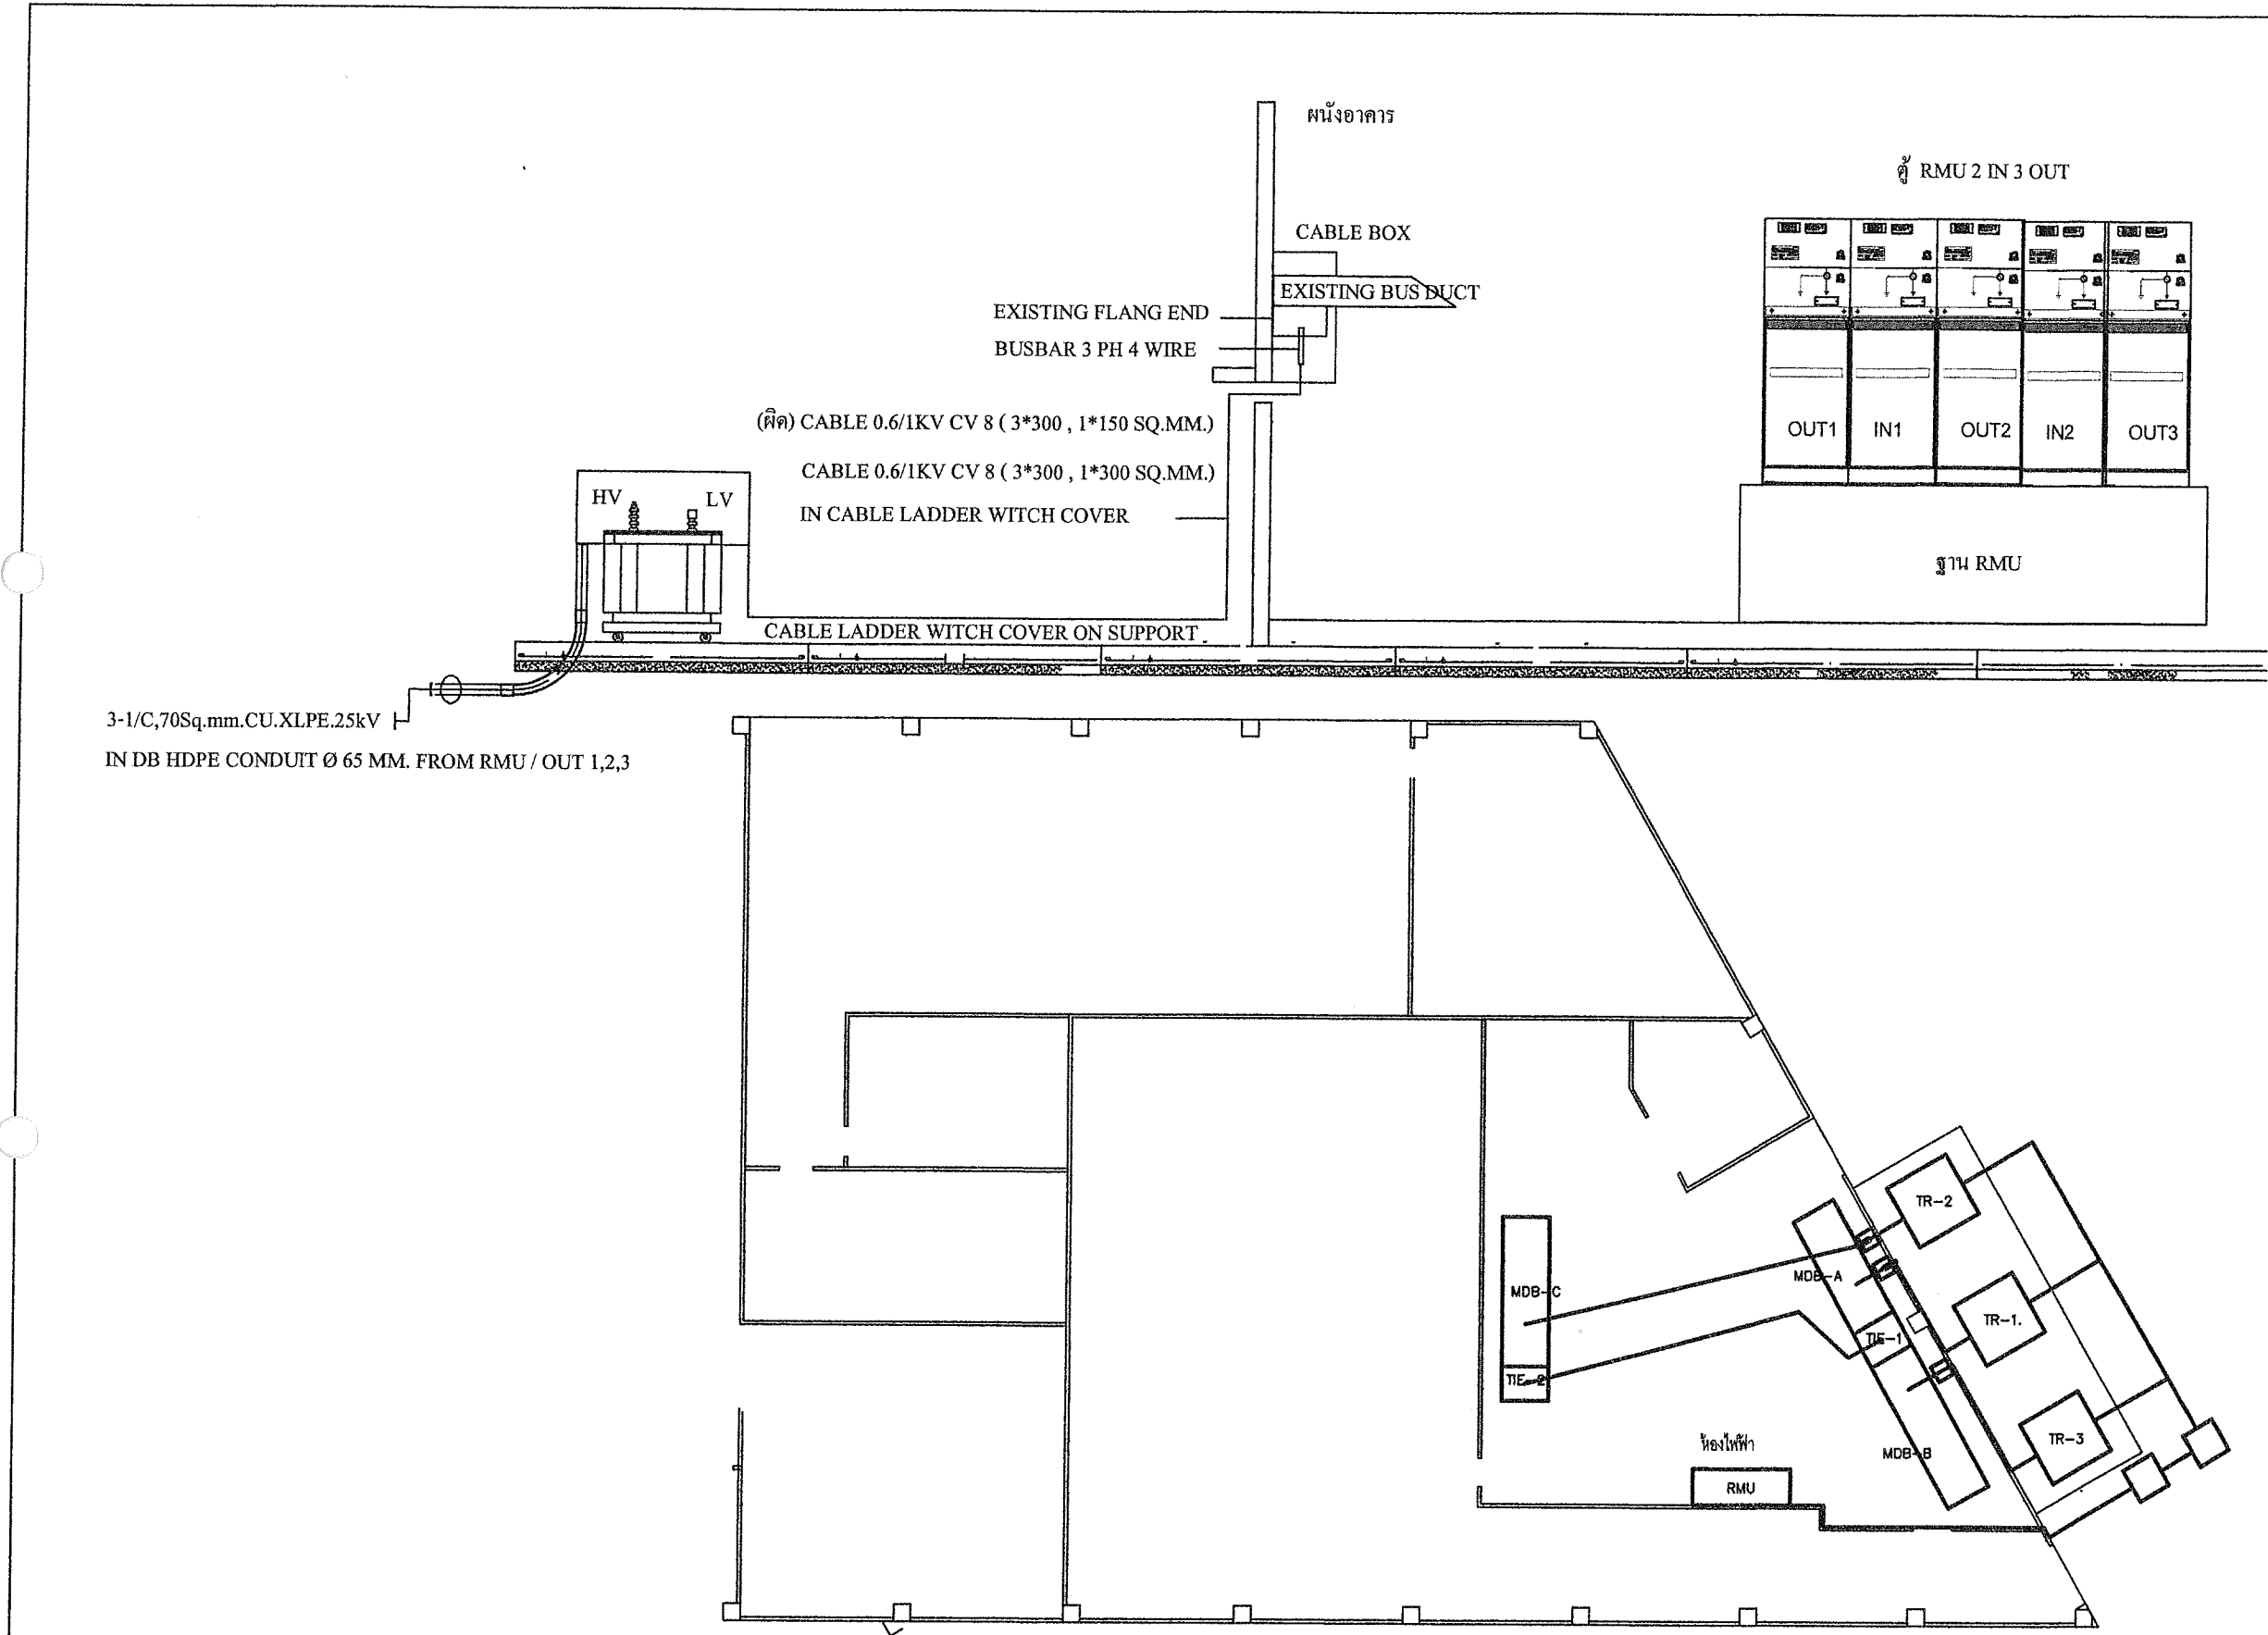 ผนังอาคาร
ตู้ RMU 2 IN 3 OUT
CABLE BOX
EXISTING BUS DUCT
EXISTING FLANG END
BUSBAR 3 PH 4 WIRE
(ผิด) CABLE 0.6/1KV CV 8 ( 3*300 , 1*150 SQ.MM.)
CABLE 0.6/1KV CV 8 ( 3*300 , 1*300 SQ.MM.)
IN CABLE LADDER WITCH COVER
OUT1
IN1
OUT2
IN2
OUT3
HV
LV
ฐาน RMU
CABLE LADDER WITCH COVER ON SUPPORT
3-1/C,70Sq.mm.CU.XLPE.25kV
IN DB HDPE CONDUIT Ø 65 MM. FROM RMU / OUT 1,2,3
TR-2
MDB-A
MDB-C
TR-1.
TIE-1
TIE-2
TR-3
MDB-B
ห้องไฟฟ้า
RMU